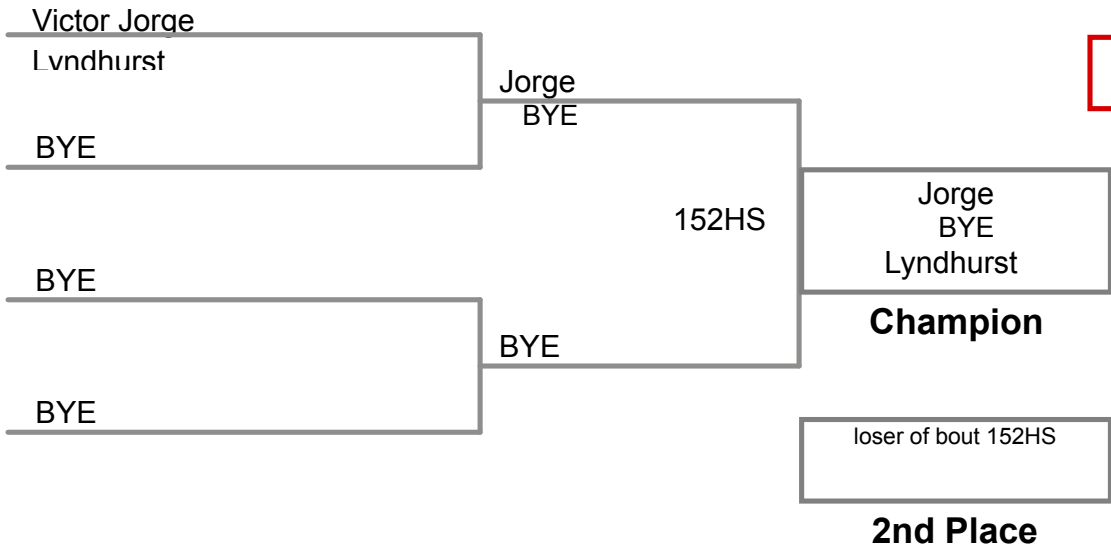 Victor Jorge
Lyndhurst
Jorge
BYE
BYE
152HS
Jorge
BYE
Lyndhurst
Champion
BYE
BYE
BYE
loser of bout 152HS
2nd Place